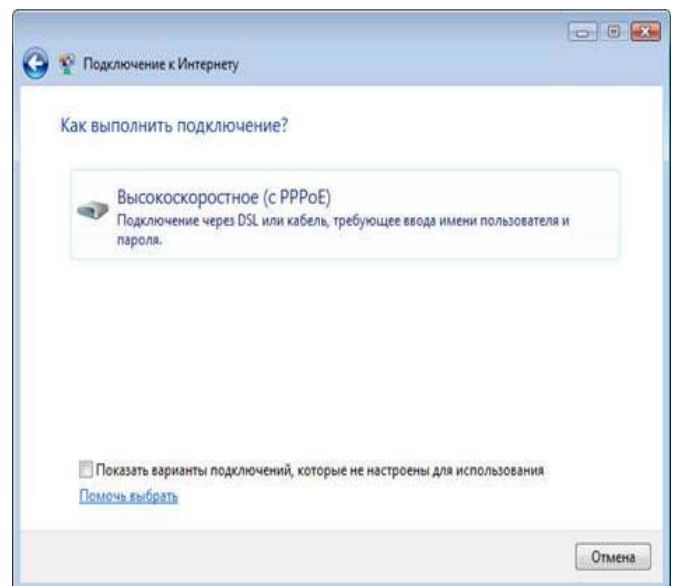 Подключение к Интернету
Как выполнить подключение?
Высокоскоростное (с PPPoE)
Подключение через DSL или кабель, требующее ввода имени пользователя и
пароля.
Показать варианты подключений, которые не настроены для использования
Помочь выбрать
Отмена